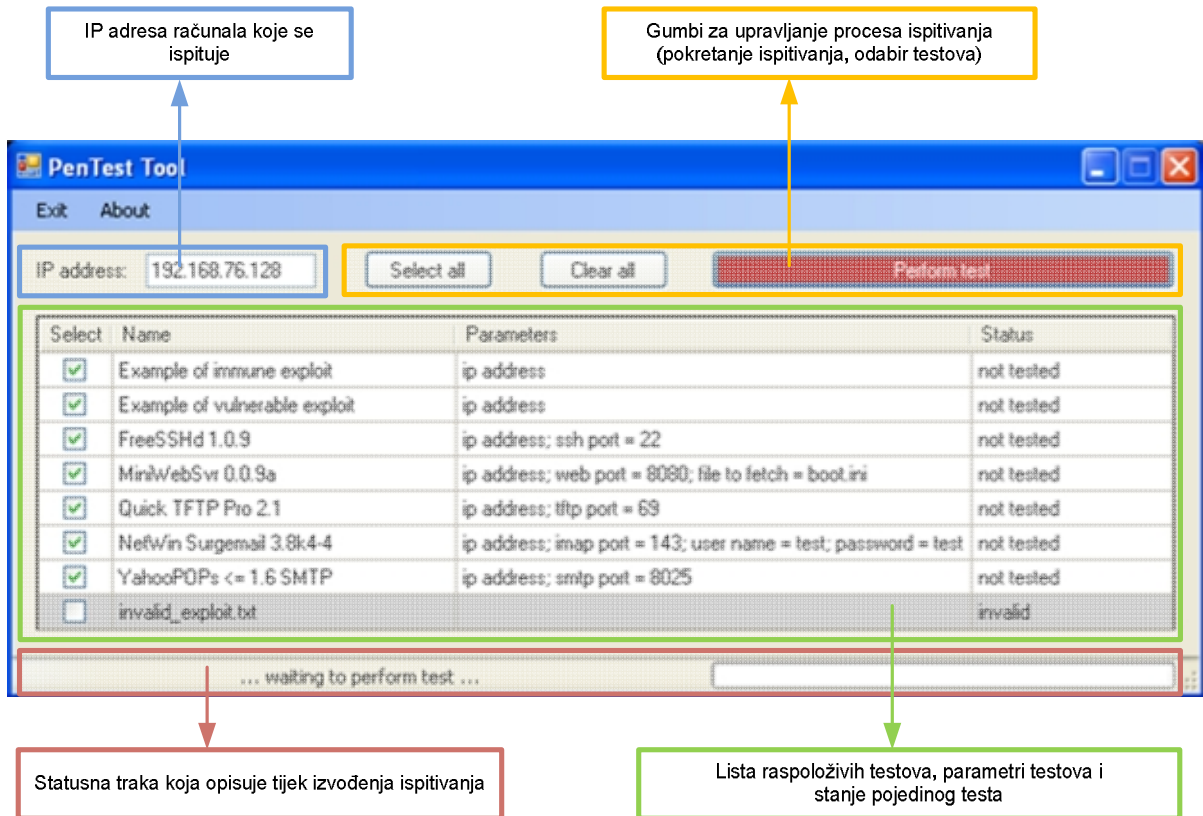 IP adresa računala koje se
ispituje
Gumbi za upravljanje procesa ispitivanja
(pokretanje ispitivanja, odabir testova)
PenTest Tool
Exit About
IP address: 192.168.76.128 Select all Clear all Perform test
Select Name Parameters Status
Example of immune exploit ip address not tested
Example of vulnerable exploit ip address not tested
FreeSSHd 1.0.9 ip address; ssh port = 22 not tested
MiniWebSvr 0.0.9a ip address; web port = 8080; file to fetch = boot.ini not tested
Quick TFTP Pro 2.1 ip address; tftp port = 69 not tested
NetWin Surgemail 3.8k4-4 ip address; imap port = 143; user name = test; password = test not tested
YahooPOPs <= 1.6 SMTP ip address; smtp port = 8025 not tested
invalid_exploit.txt invalid
... waiting to perform test ...
Statusna traka koja opisuje tijek izvođenja ispitivanja
Lista raspoloživih testova, parametri testova i
stanje pojedinog testa